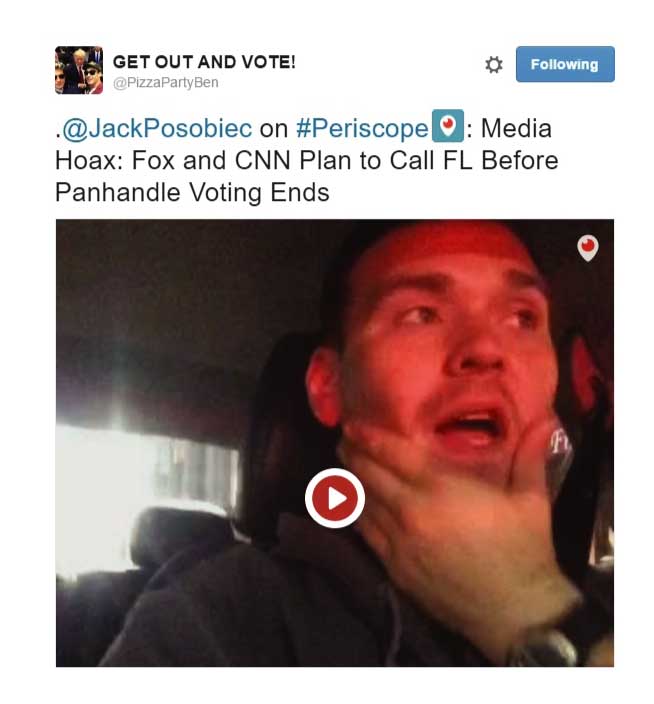 GET OUT AND VOTE!
@PizzaPartyBen
Following
.@JackPosobiec on #Periscope: Media
Hoax: Fox and CNN Plan to Call FL Before
Panhandle Voting Ends